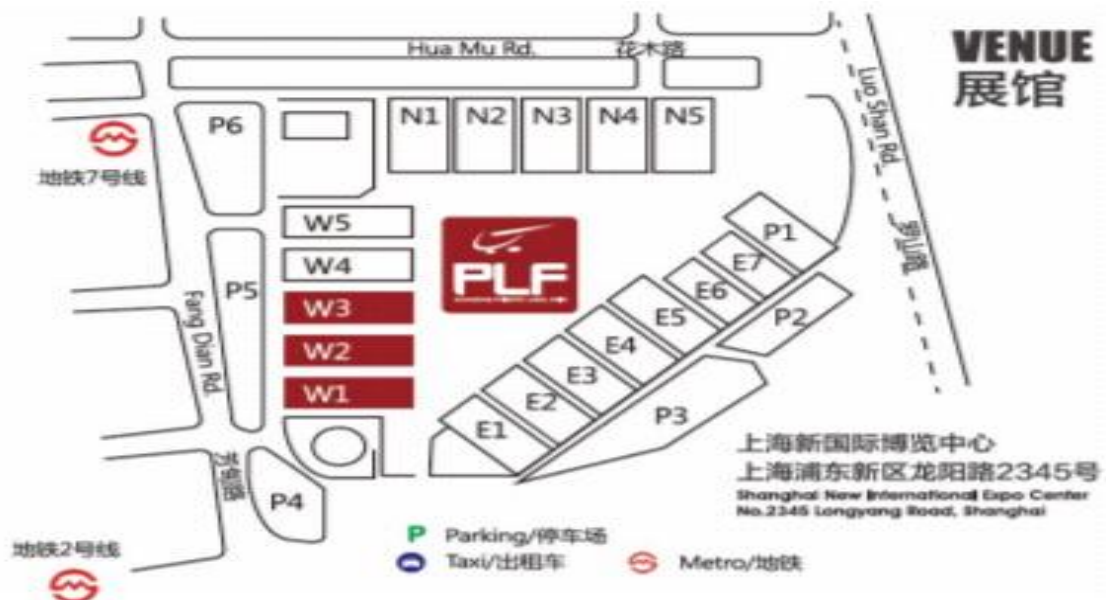 Hua Mu Rd.
花木路
VENUE
展馆
Luo Shan Rd.
罗山路
P6
N1
N2
N3
N4
N5
地铁7号线
W5
W4
W3
W2
W1
PLF
P5
Fang Dian Rd.
芳甸路
P1
E7
E6
E5
E4
E3
E2
E1
P2
P3
P4
上海新国际博览中心
上海浦东新区龙阳路2345号
Shanghai New International Expo Center
No.2345 Longyang Road, Shanghai
地铁2号线
P Parking/停车场
Taxi/出租车
Metro/地铁